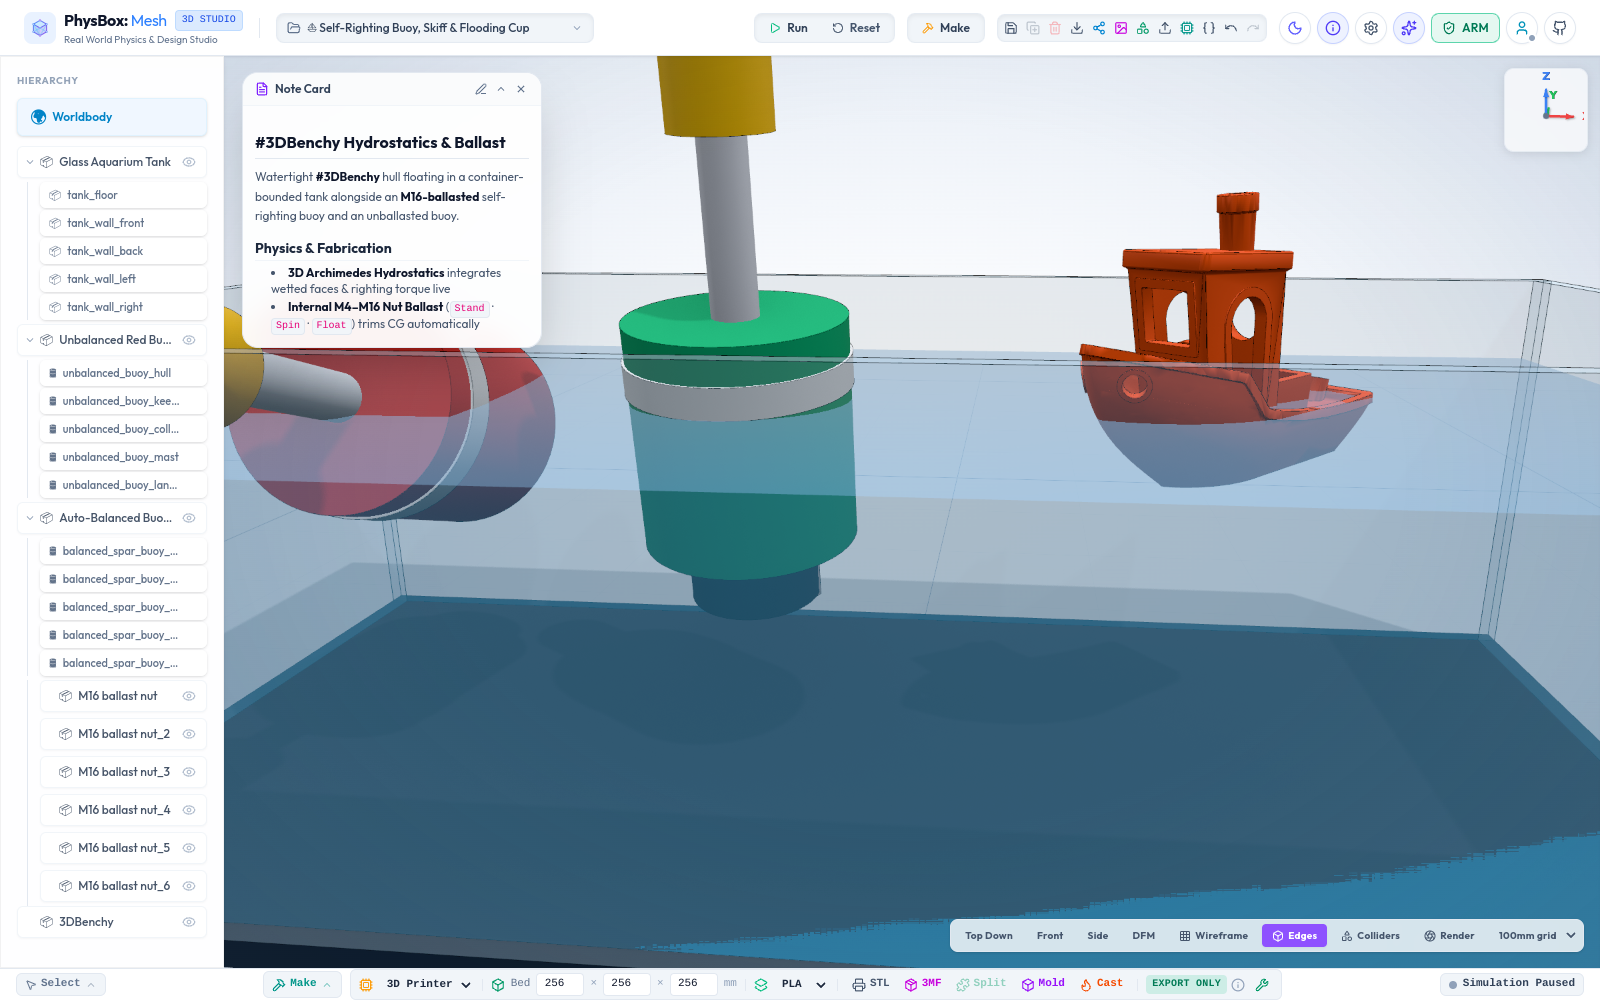 PhysBox: Mesh
3D STUDIO
Real World Physics & Design Studio
Self-Righting Buoy, Skiff & Flooding Cup
Run
Reset
Make
ARM
HIERARCHY
Worldbody
Glass Aquarium Tank
tank_floor
tank_wall_front
tank_wall_back
tank_wall_left
tank_wall_right
Unbalanced Red Bu...
unbalanced_buoy_hull
unbalanced_buoy_kee...
unbalanced_buoy_coll...
unbalanced_buoy_mast
unbalanced_buoy_lan...
Auto-Balanced Buo...
balanced_spar_buoy_...
balanced_spar_buoy_...
balanced_spar_buoy_...
balanced_spar_buoy_...
balanced_spar_buoy_...
M16 ballast nut
M16 ballast nut_2
M16 ballast nut_3
M16 ballast nut_4
M16 ballast nut_5
M16 ballast nut_6
3DBenchy
Note Card
#3DBenchy Hydrostatics & Ballast
Watertight #3DBenchy hull floating in a container-
bounded tank alongside an M16-ballasted self-
righting buoy and an unballasted buoy.
Physics & Fabrication
• 3D Archimedes Hydrostatics integrates
wetted faces & righting torque live
• Internal M4–M16 Nut Ballast ( Stand ·
Spin · Float ) trims CG automatically
Z
Y
Top Down
Front
Side
DFM
Wireframe
Edges
Colliders
Render
100mm grid
Select
Make
3D Printer
Bed
256
×
256
×
256
mm
PLA
STL
3MF
Split
Mold
Cast
EXPORT ONLY
Simulation Paused